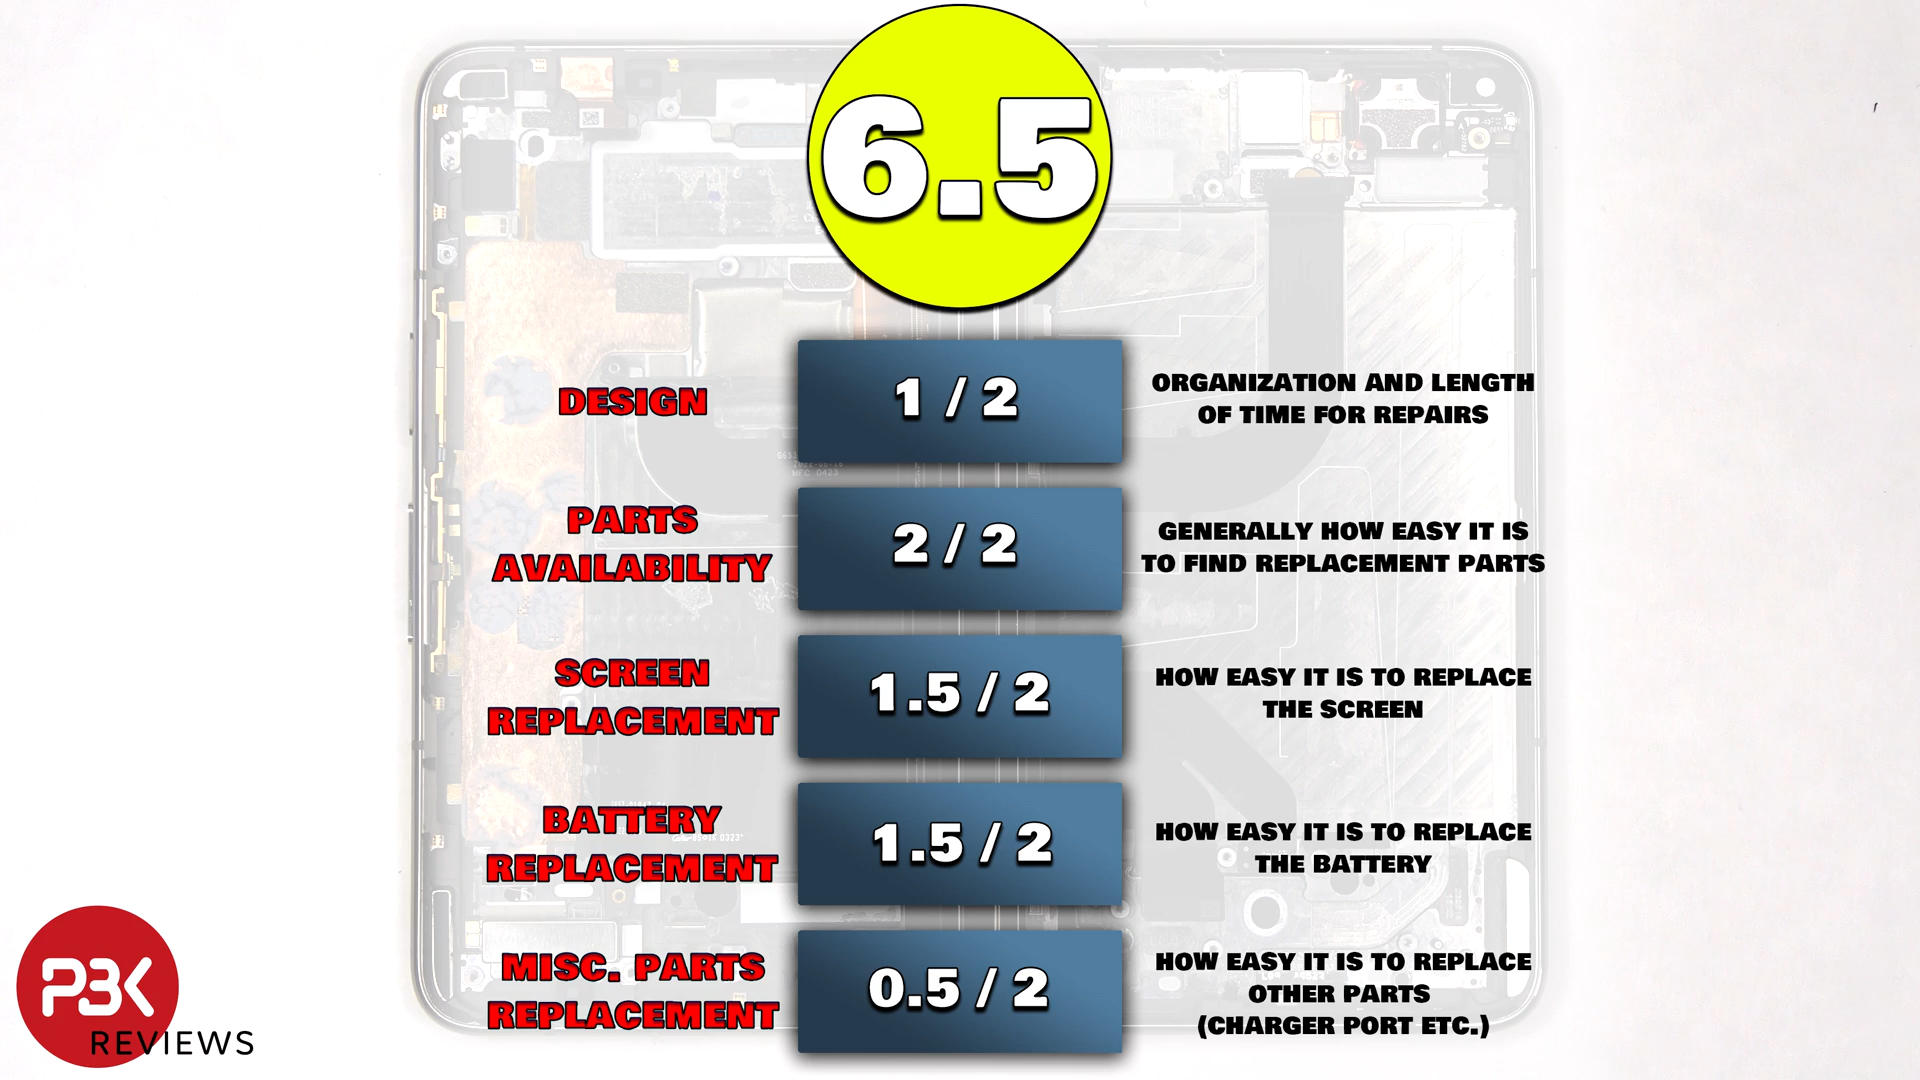 6.5
DESIGN
1 / 2
ORGANIZATION AND LENGTH
OF TIME FOR REPAIRS
PARTS
AVAILABILITY
2 / 2
GENERALLY HOW EASY IT IS
TO FIND REPLACEMENT PARTS
SCREEN
REPLACEMENT
1.5 / 2
HOW EASY IT IS TO REPLACE
THE SCREEN
BATTERY
REPLACEMENT
1.5 / 2
HOW EASY IT IS TO REPLACE
THE BATTERY
MISC. PARTS
REPLACEMENT
0.5 / 2
HOW EASY IT IS TO REPLACE
OTHER PARTS
(CHARGER PORT ETC.)
PBK
REVIEWS